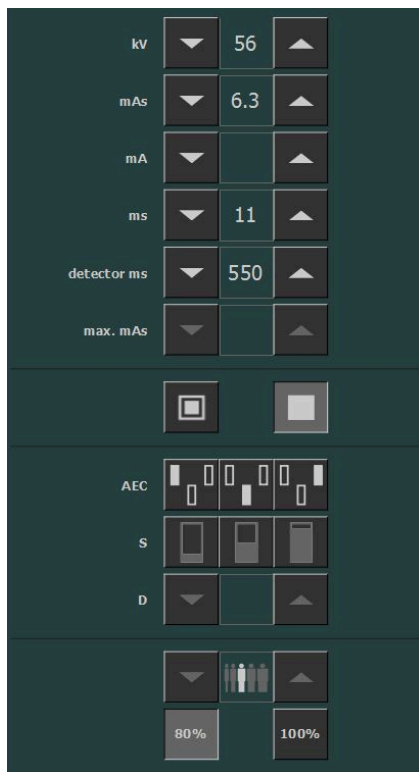 kV 56
mAs 6.3
mA
ms 11
detector ms 550
max. mAs
AEC
S
D
80% 100%